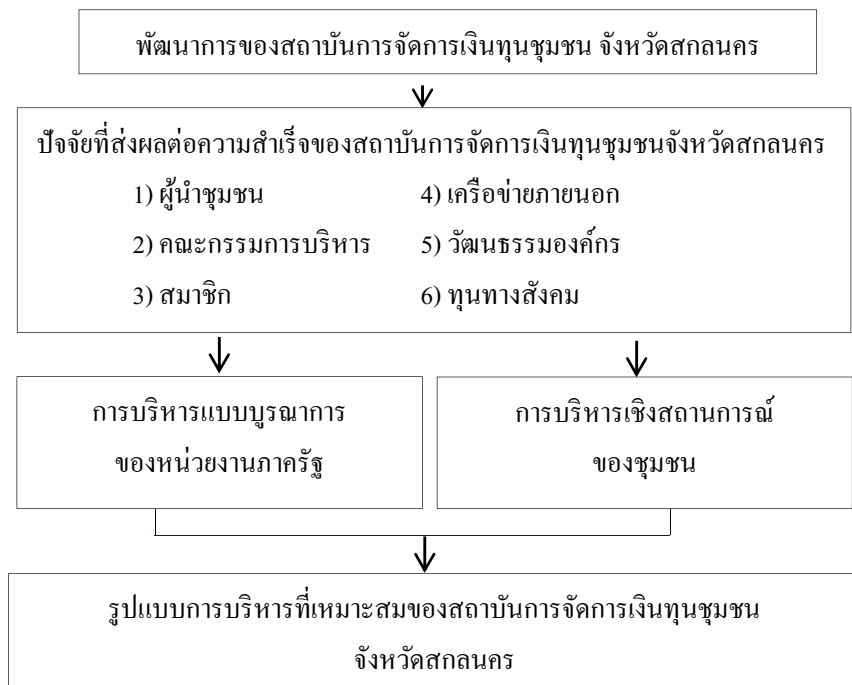 พัฒนาการของสถาบันการจัดการเงินทุนชุมชน จังหวัดสกลนคร
ปัจจัยที่ส่งผลต่อความสำเร็จของสถาบันการจัดการเงินทุนชุมชนจังหวัดสกลนคร
1) ผู้นำชุมชน 4) เครือข่ายภายนอก
2) คณะกรรมการบริหาร 5) วัฒนธรรมองค์กร
3) สมาชิก 6) ทุนทางสังคม
การบริหารแบบบูรณาการ
ของหน่วยงานภาครัฐ
การบริหารเชิงสถานการณ์
ของชุมชน
รูปแบบการบริหารที่เหมาะสมของสถาบันการจัดการเงินทุนชุมชน
จังหวัดสกลนคร